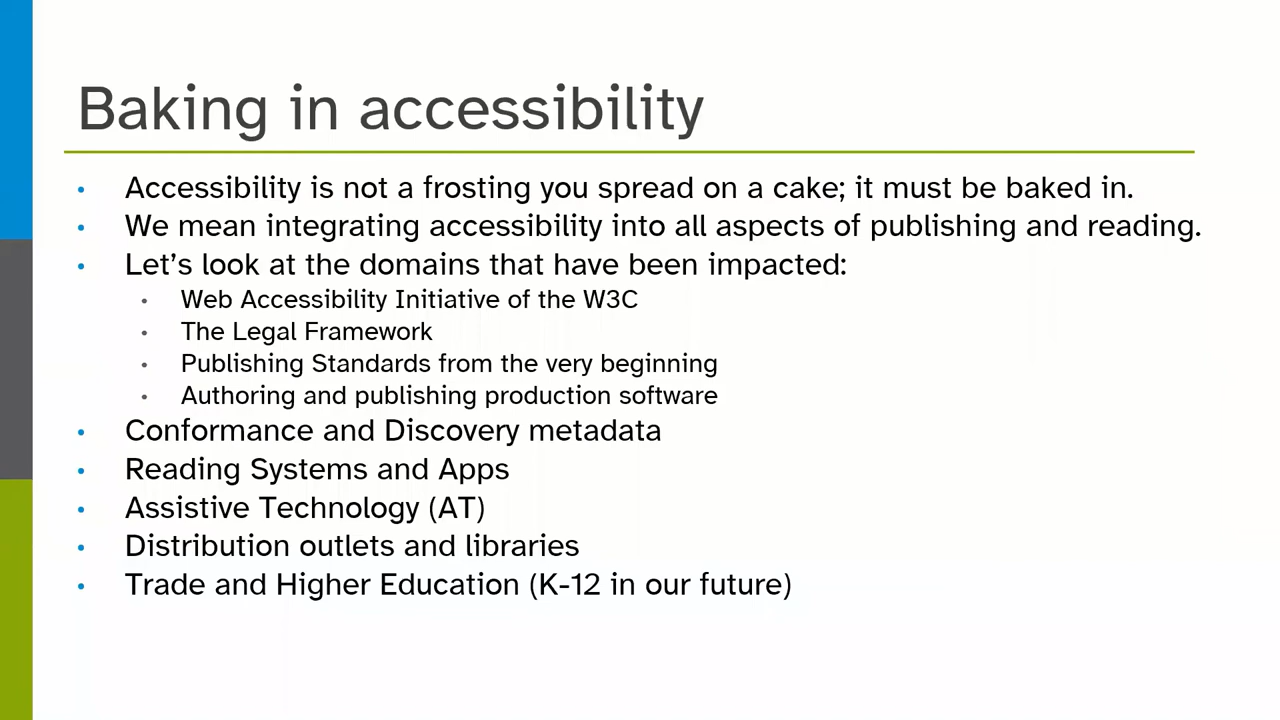 Baking in accessibility
• Accessibility is not a frosting you spread on a cake; it must be baked in.
• We mean integrating accessibility into all aspects of publishing and reading.
• Let’s look at the domains that have been impacted:
• Web Accessibility Initiative of the W3C
• The Legal Framework
• Publishing Standards from the very beginning
• Authoring and publishing production software
• Conformance and Discovery metadata
• Reading Systems and Apps
• Assistive Technology (AT)
• Distribution outlets and libraries
• Trade and Higher Education (K-12 in our future)